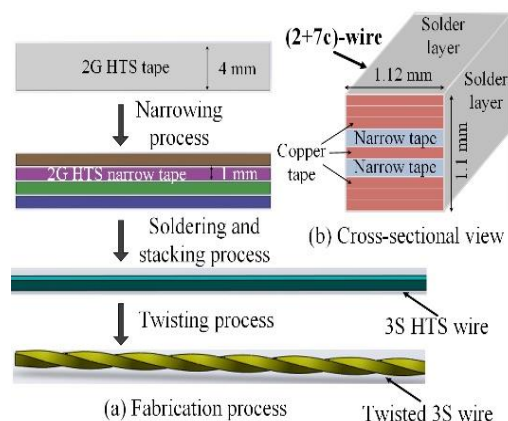 2G HTS tape
4 mm
Narrowing
process
2G HTS narrow tape
1 mm
Soldering and
stacking process
3S HTS wire
Twisting process
Twisted 3S wire
(a) Fabrication process
(2+7c)-wire
Solder
layer
1.12 mm
Solder
layer
Narrow tape
Copper
tape
Narrow tape
1.1 mm
(b) Cross-sectional view